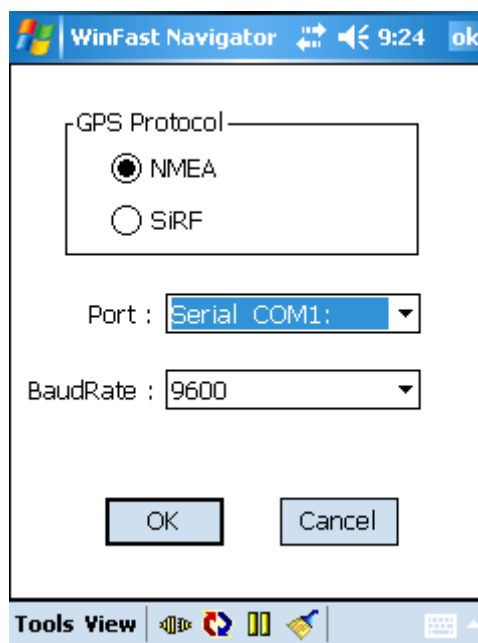 WinFast Navigator 9:24 ok
GPS Protocol
NMEA
SiRF
Port : Serial COM1:
BaudRate : 9600
OK Cancel
Tools View